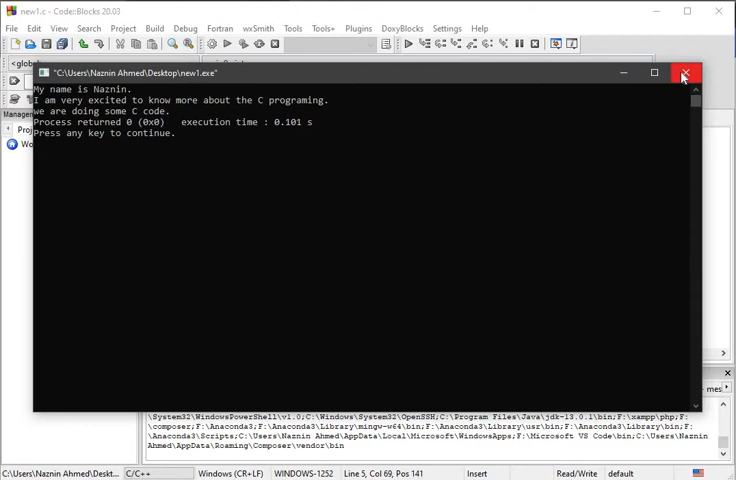 new1.c - Code::Blocks 20.03
File Edit View Search Project Build Debug Fortran wxSmith Tools Tools+ Plugins DoxyBlocks Settings Help
<global
"C:\Users\Naznin Ahmed\Desktop\new1.exe"
My name is Naznin.
I am very excited to know more about the C programing.
we are doing some C code.
Process returned 0 (0x0) execution time : 0.101 s
Press any key to continue.
Manage
Proj
Wo
- mes
\System32\WindowsPowerShell\v1.0;C:\Windows\System32\OpenSSH;C:\Program Files\Java\jdk-13.0.1\bin;F:\xampp\php;F:
\composer;F:\Anaconda3;F:\Anaconda3\Library\mingw-w64\bin;F:\Anaconda3\Library\usr\bin;F:\Anaconda3\Library\bin;F:
\Anaconda3\Scripts;C:\Users\Naznin Ahmed\AppData\Local\Microsoft\WindowsApps;F:\Microsoft VS Code\bin;C:\Users\Naznin
Ahmed\AppData\Roaming\Composer\vendor\bin
C:\Users\Naznin Ahmed\Deskt... C/C++ Windows (CR+LF) WINDOWS-1252 Line 5, Col 69, Pos 141 Insert Read/Write default